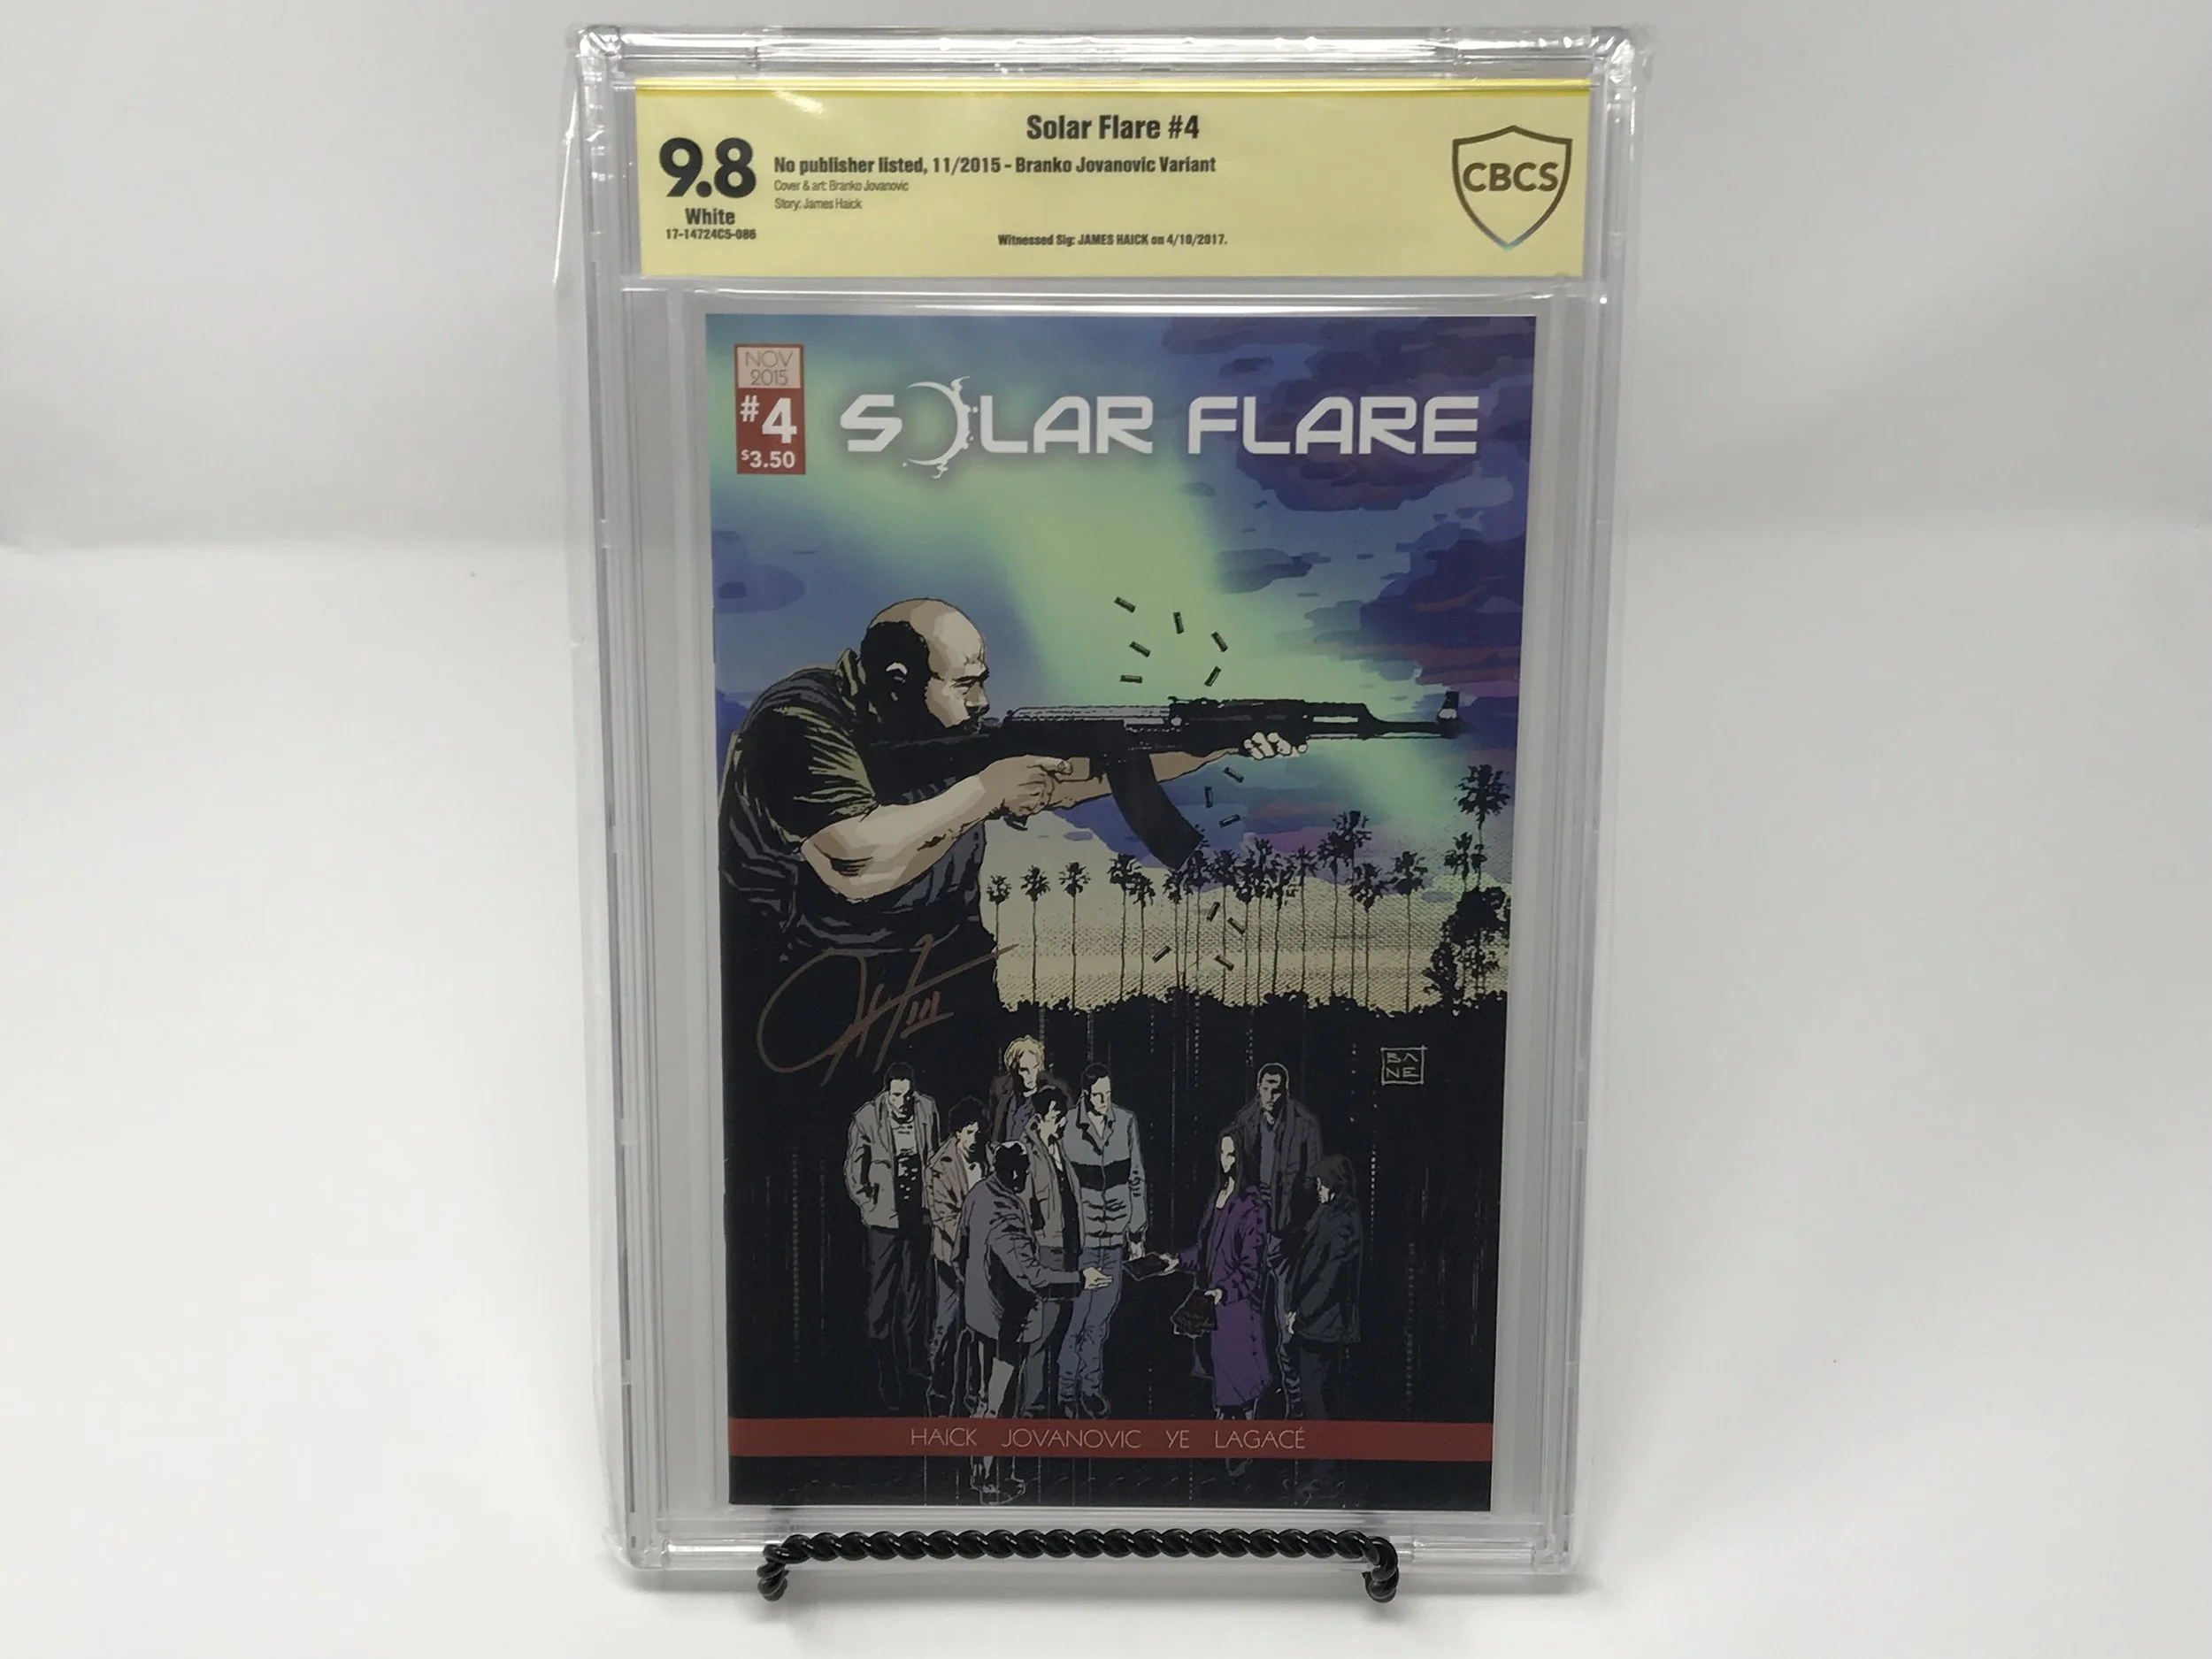 Solar Flare #4
9.8
White
17-14724C5-086
No publisher listed, 11/2015 - Branko Jovanovic Variant
Cover & art: Branko Jovanovic
Story: James Haick
Witnessed Sig: JAMES HAICK on 4/10/2017.
CBCS
NOV
2015
#4
$3.50
SOLAR FLARE
BA
NE
HAICK JOVANOVIC YE LAGACÉ